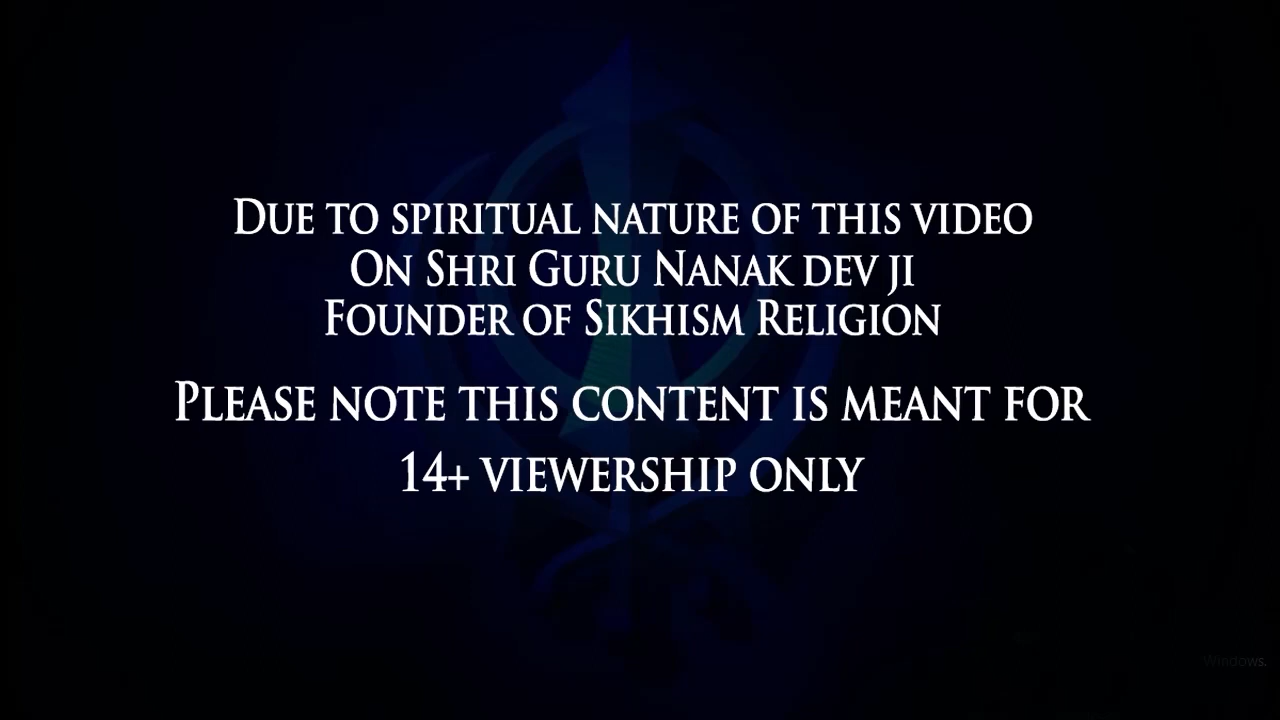 Due to spiritual nature of this video
On Shri Guru Nanak dev ji
Founder of Sikhism Religion
Please note this content is meant for
14+ viewership only
Windows.